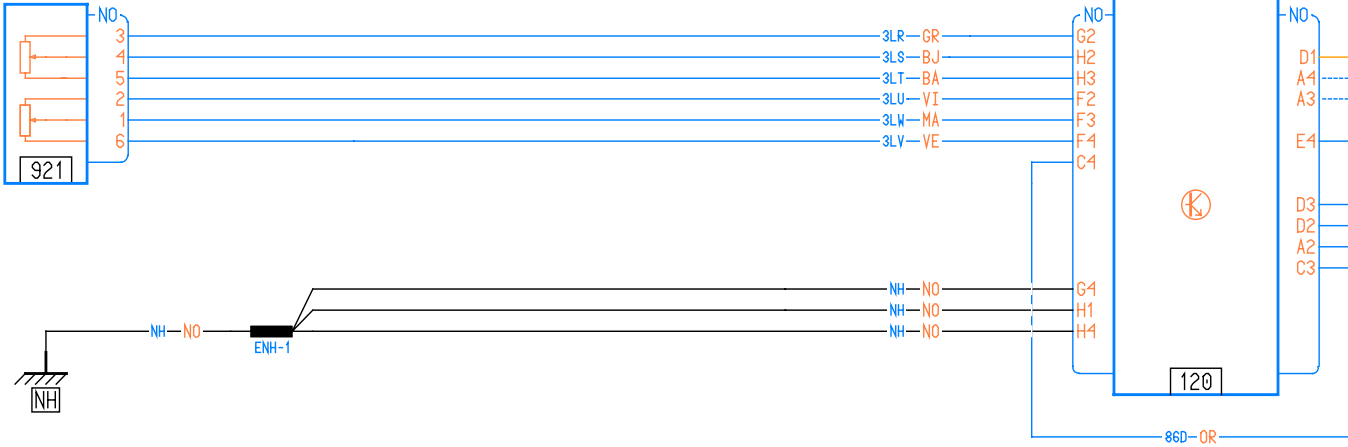 NO NO NO
3 3LR GR G2
4 3LS BJ H2 D1
5 3LT BA H3 A4
2 3LU VI F2 A3
1 3LW MA F3
6 3LV VE F4 E4
921 C4
D3
D2
A2
C3
NH NO G4
NH NO H1
NH NO NH NO H4
ENH-1
120
NH
86D OR